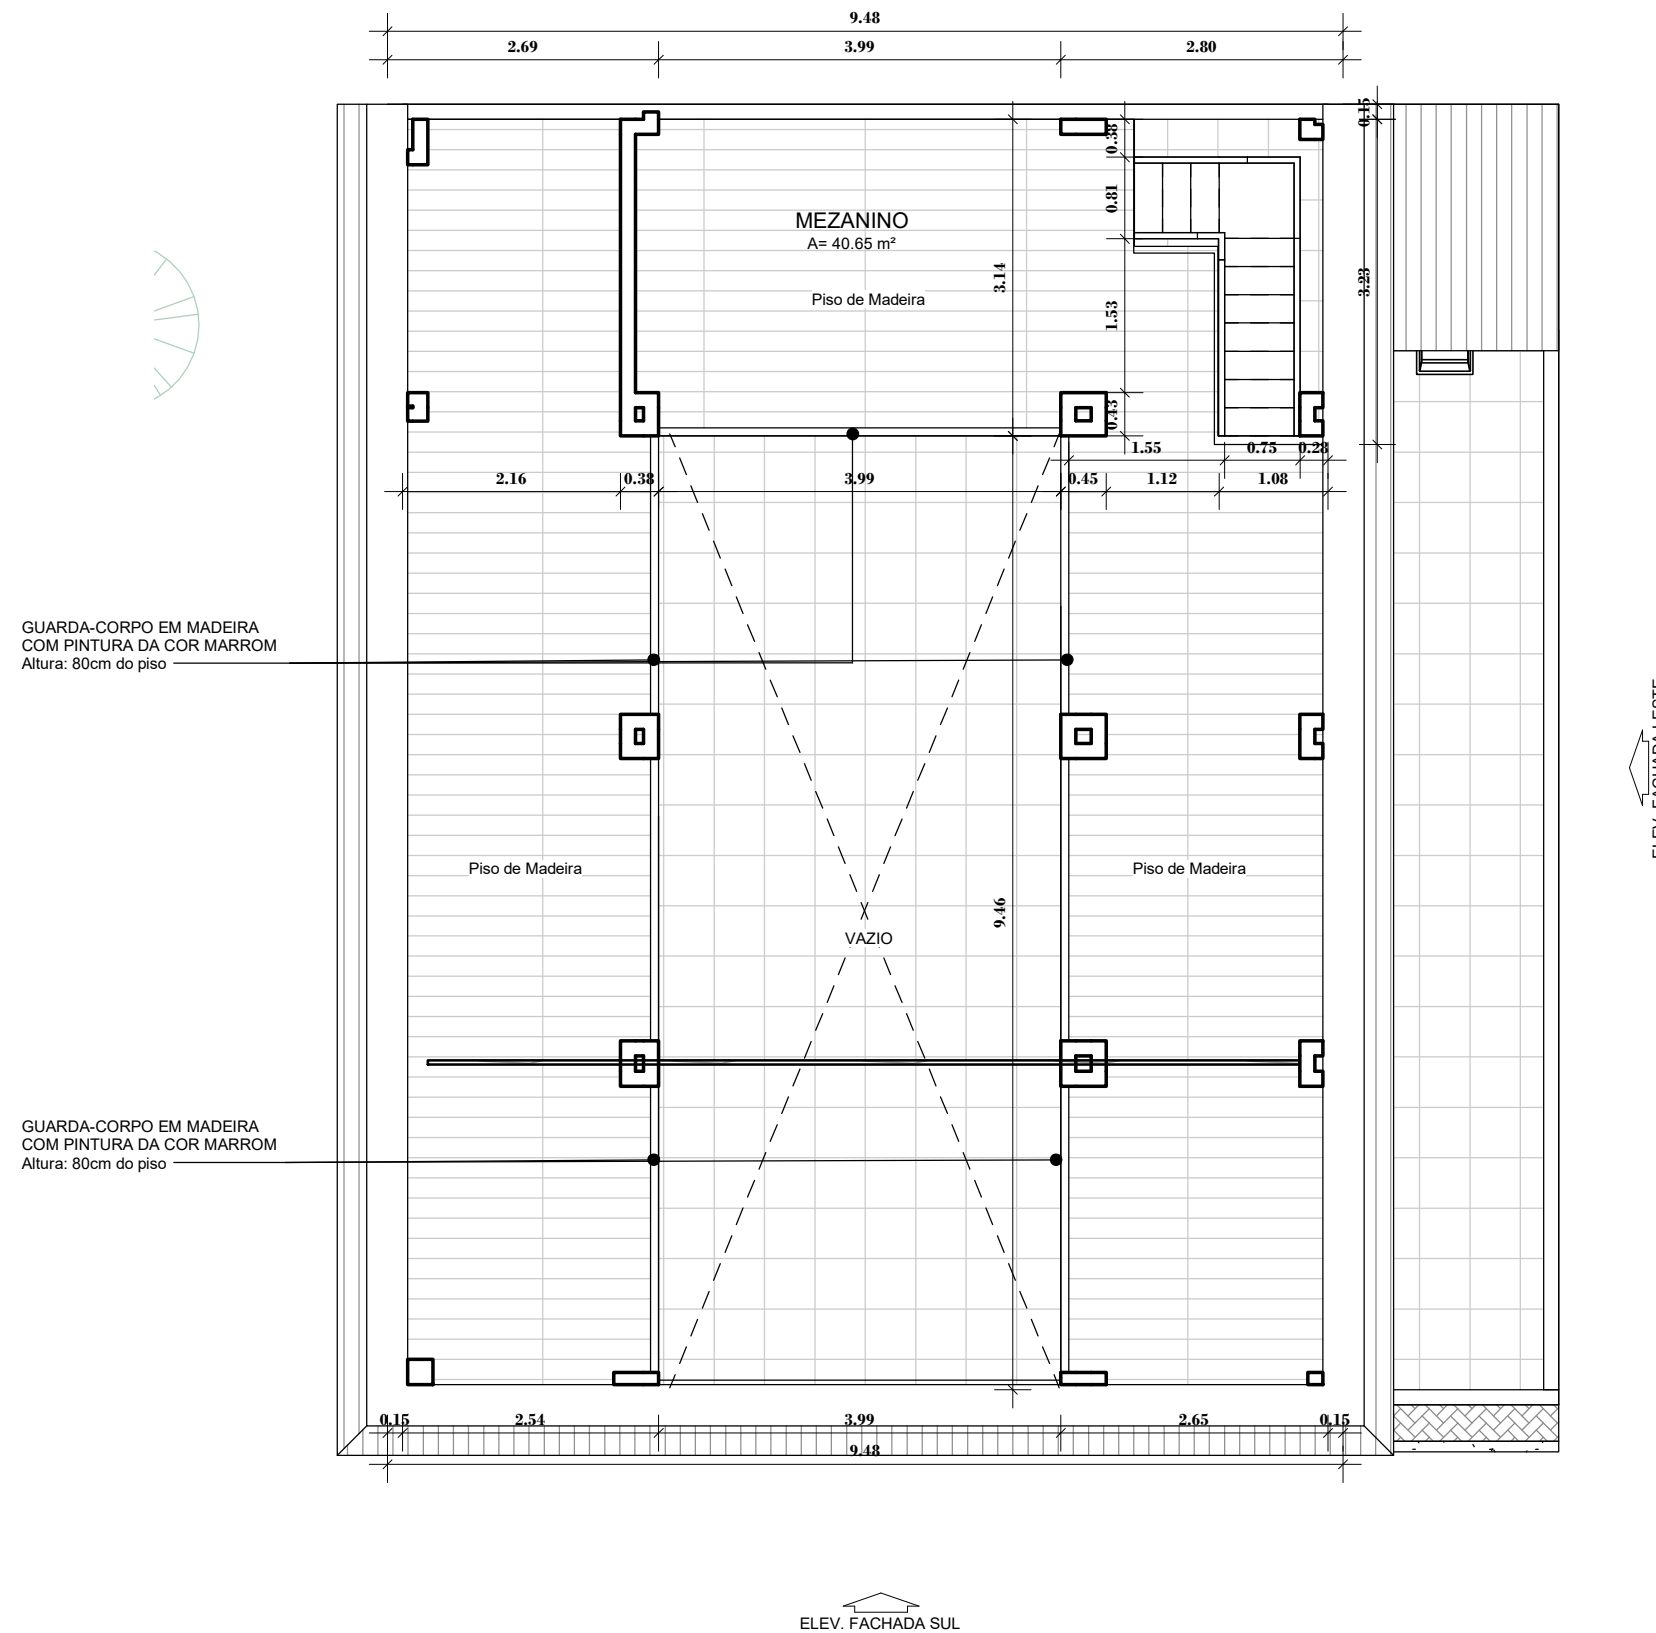 9.48
2.69
3.99
2.80
0.15
0.38
0.81
MEZANINO
A= 40.65 m²
3.14
3.23
Piso de Madeira
1.53
0.43
1.55
0.75
0.28
2.16
0.38
3.99
0.45
1.12
1.08
GUARDA-CORPO EM MADEIRA
COM PINTURA DA COR MARROM
Altura: 80cm do piso
Piso de Madeira
Piso de Madeira
9.46
VAZIO
GUARDA-CORPO EM MADEIRA
COM PINTURA DA COR MARROM
Altura: 80cm do piso
0.15
2.54
3.99
2.65
0.15
9.48
ELEV. FACHADA SUL
ELEV. FACHADA LESTE